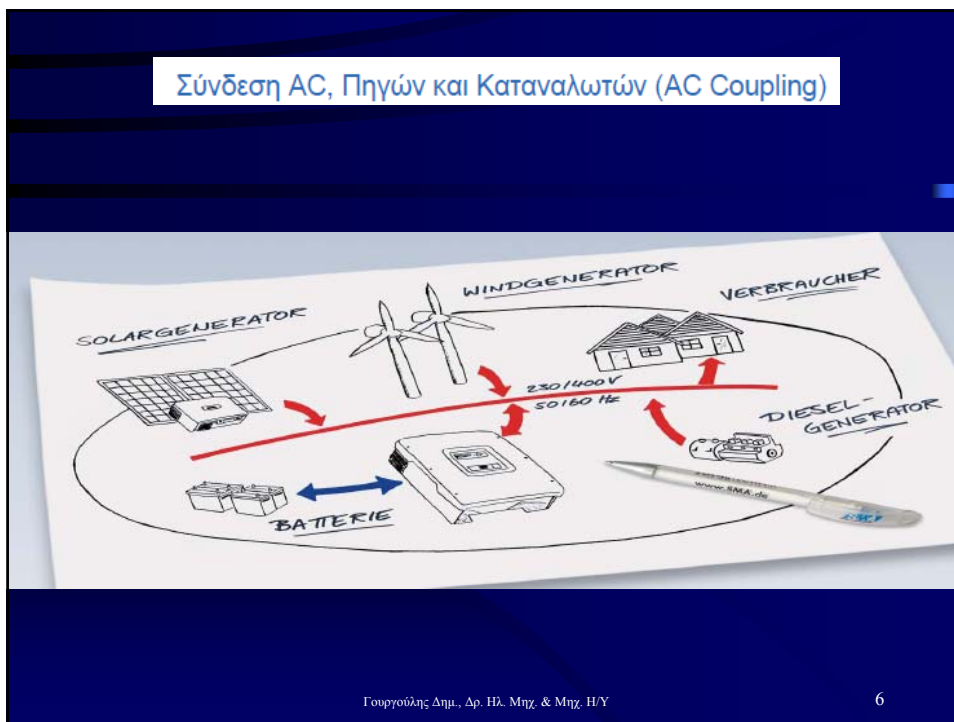 Σύνδεση AC, Πηγών και Καταναλωτών (AC Coupling)
SOLARGENERATOR
WINDGENERATOR
VERBRAUCHER
230/400V
50/60 Hz
DIESEL-
GENERATOR
BATTERIE
www.SMA.de
SMA
Γουργούλης Δημ., Δρ. Ηλ. Μηχ. & Μηχ. Η/Υ
6